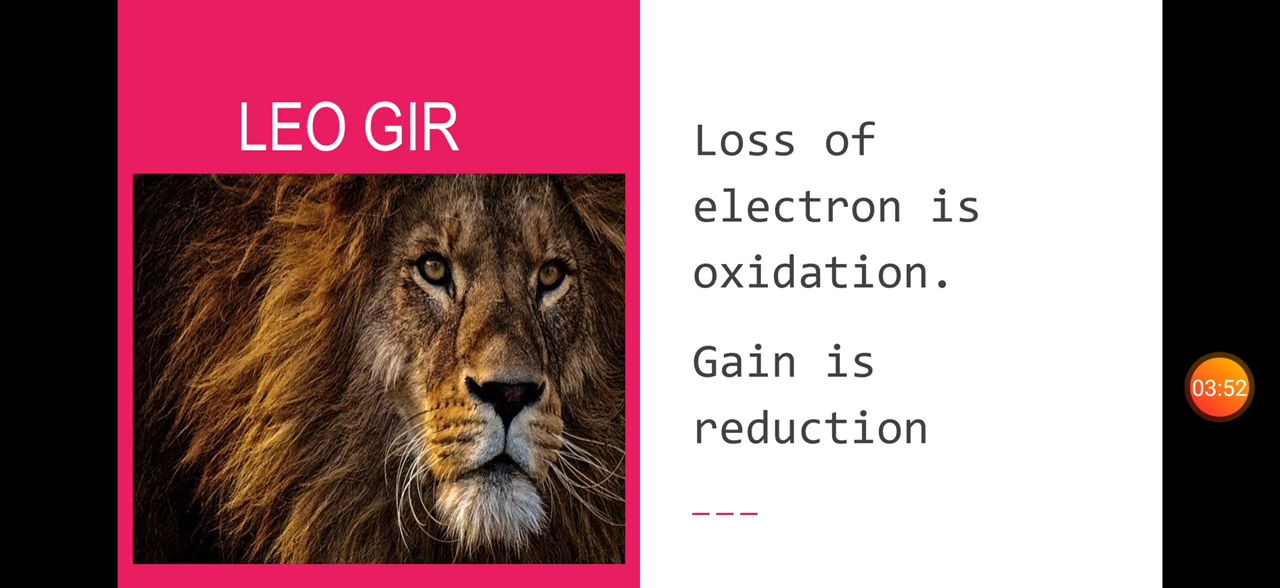 LEO GIR
Loss of
electron is
oxidation.
Gain is
reduction
03:52